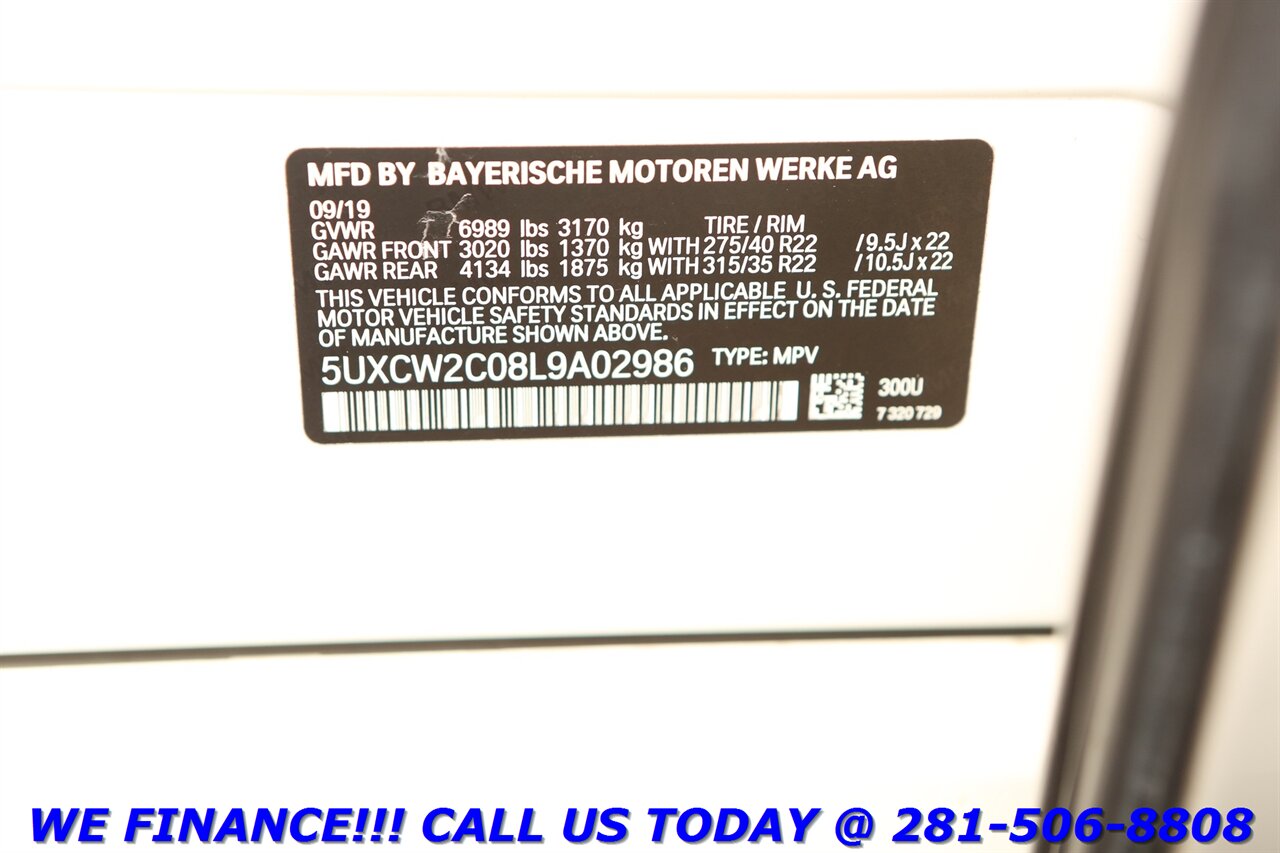 MFD BY BAYERISCHE MOTOREN WERKE AG
09/19
GVWR 6989 lbs 3170 kg TIRE / RIM
GAWR FRONT 3020 lbs 1370 kg WITH 275/40 R22 /9.5J x 22
GAWR REAR 4134 lbs 1875 kg WITH 315/35 R22 /10.5J x 22
THIS VEHICLE CONFORMS TO ALL APPLICABLE U. S. FEDERAL
MOTOR VEHICLE SAFETY STANDARDS IN EFFECT ON THE DATE
OF MANUFACTURE SHOWN ABOVE.
5UXCW2C08L9A02986 TYPE: MPV
300U
7 320 729
WE FINANCE!!! CALL US TODAY @ 281-506-8808